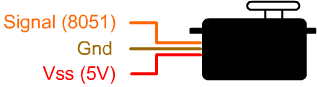 Signal (8051)
Gnd
Vss (5V)